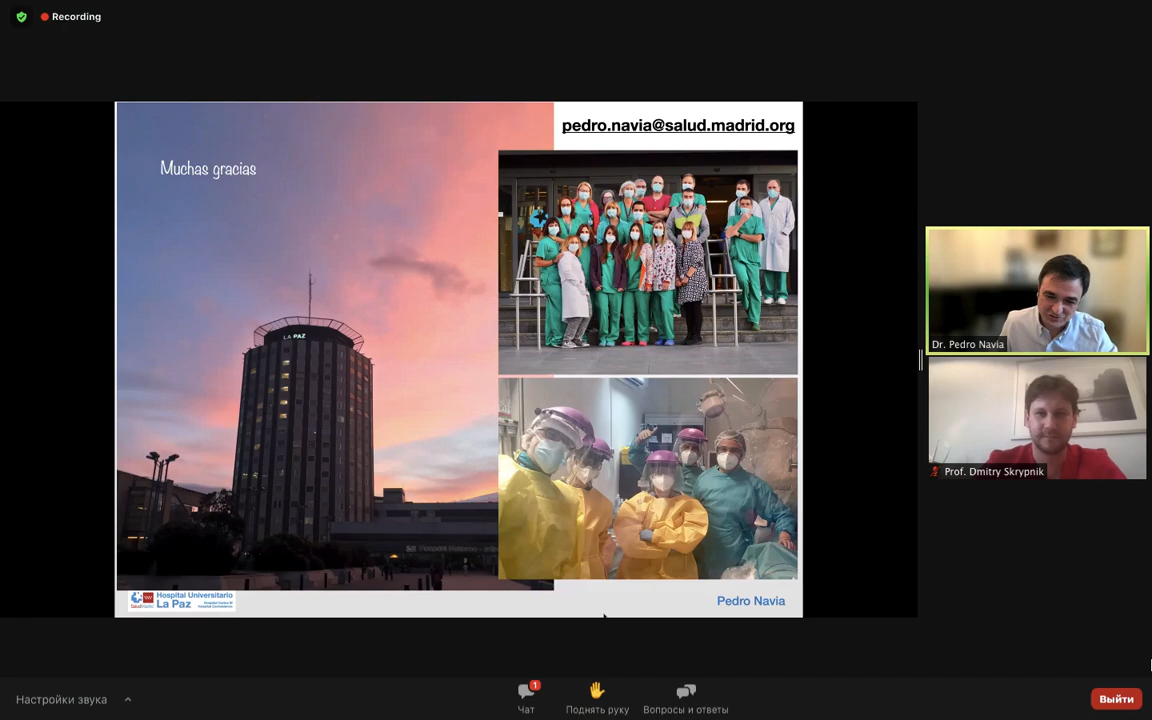 Recording
pedro.navia@salud.madrid.org
Muchas gracias
LA PAZ
Dr. Pedro Navia
Prof. Dmitry Skrypnik
Hospital Universitario
La Paz
Pedro Navia
Настройки звука
1
Чат
Поднять руку
Вопросы и ответы
Выйти